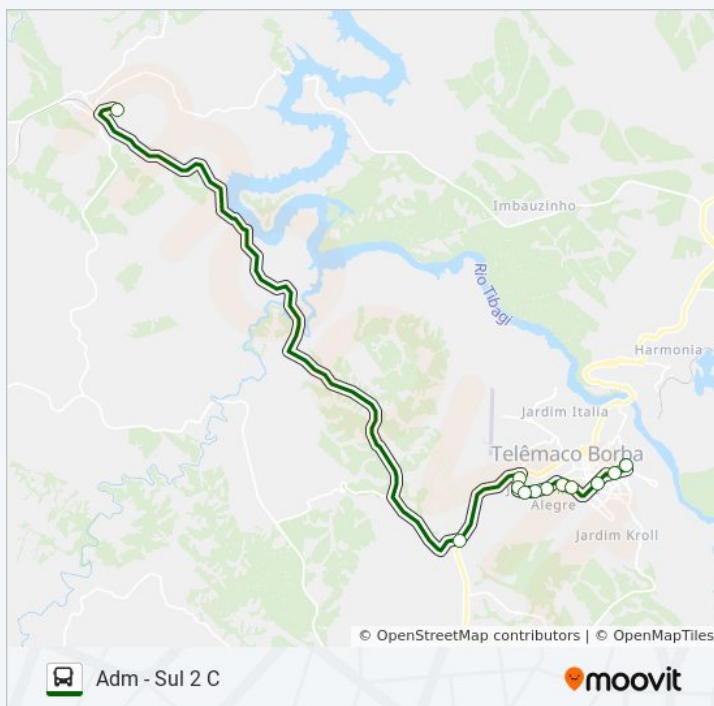 Imbauzinho
Rio Tibagi
Harmonia
Jardim Italia
Telêmaco Borba
Alegre
Jardim Kroll
© OpenStreetMap contributors | © OpenMapTiles
Adm - Sul 2 C
moovit